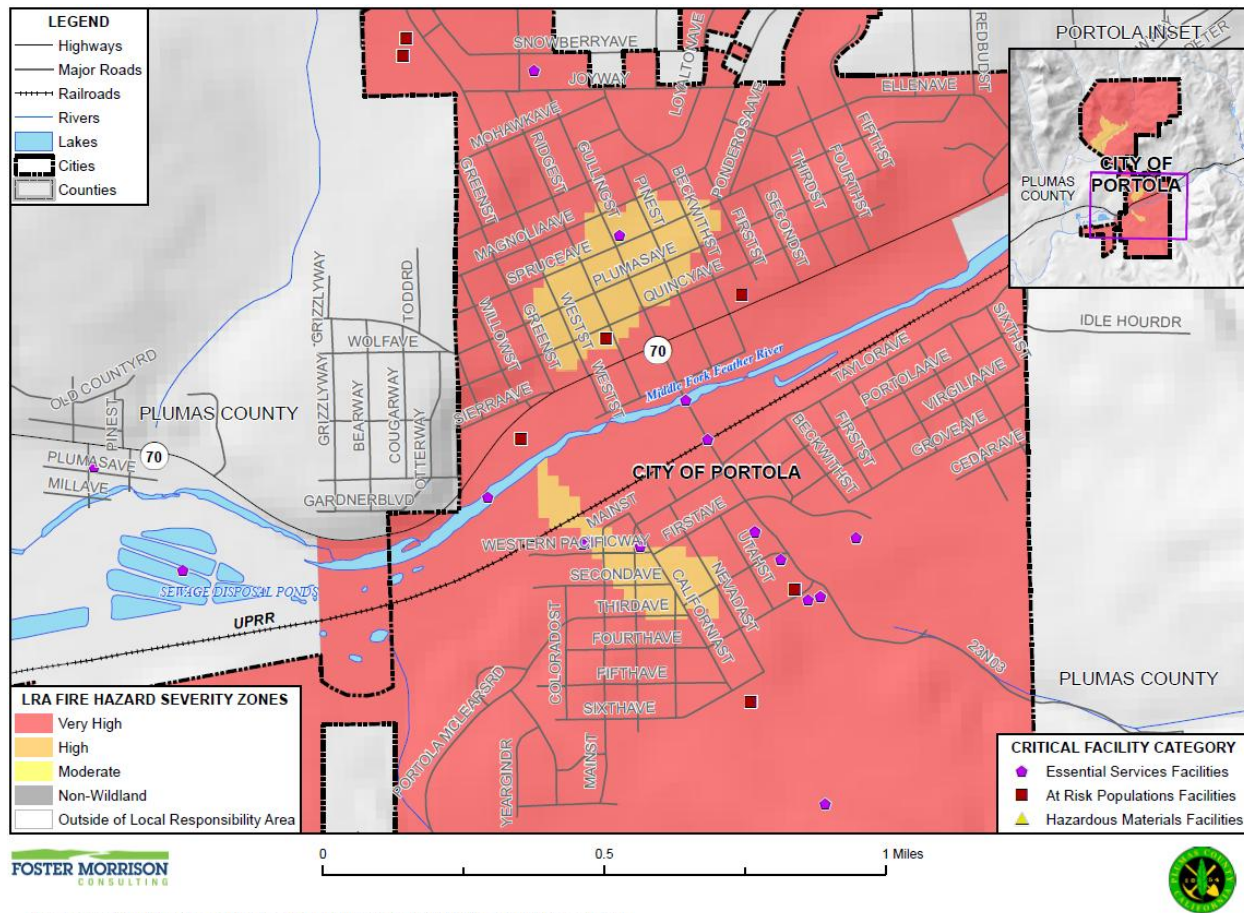 LEGEND
Highways
Major Roads
Railroads
Rivers
Lakes
Cities
Counties
PORTOLA INSET
CITY OF
PORTOLA
PLUMAS
COUNTY
SNOWBERRYAVE
JOYWAY
LOYALTONAVE
REDBUDST
ELLENAVE
MOHAWKAVE
RIDGEST
GULLINGST
GREENST
PINEST
BECKWITHST
PONDEROSAAVE
THIRDST
FOURTHST
FIFTHST
MAGNOLIAAVE
SPRUCEAVE
PLUMASAVE
QUINCYAVE
FIRSTST
SECONDST
WILLOWST
GREENST
WESTST
WESTST
SIERRAAVE
70
GRIZZLYWAY
TODDRD
WOLFAVE
GRIZZLYWAY
BEARWAY
COUGARWAY
OTTERWAY
GARDNERBLVD
OLD COUNTYRD
PINEST
PLUMAS COUNTY
PLUMASAVE
MILLAVE
70
Middle Fork Feather River
IDLE HOURDR
SIXTHST
TAYLORAVE
PORTOLAAVE
VIRGILIAAVE
GROVEAVE
CEDARAVE
FIRSTST
BECKWITHST
CITY OF PORTOLA
MAINST
FIRSTAVE
WESTERN PACIFICWAY
UTAHST
NEVADAST
CALIFORNIAST
SECONDAVE
THIRDAVE
FOURTHAVE
FIFTHAVE
SIXTHAVE
COLORADOST
SEWAGE DISPOSAL PONDS
UPRR
23N03
PLUMAS COUNTY
PORTOLA MCLEARSRD
YEARGINDR
MAINST
LRA FIRE HAZARD SEVERITY ZONES
Very High
High
Moderate
Non-Wildland
Outside of Local Responsibility Area
CRITICAL FACILITY CATEGORY
Essential Services Facilities
At Risk Populations Facilities
Hazardous Materials Facilities
FOSTER MORRISON
CONSULTING
0 0.5 1 Miles
PLUMAS COUNTY
CALIFORNIA